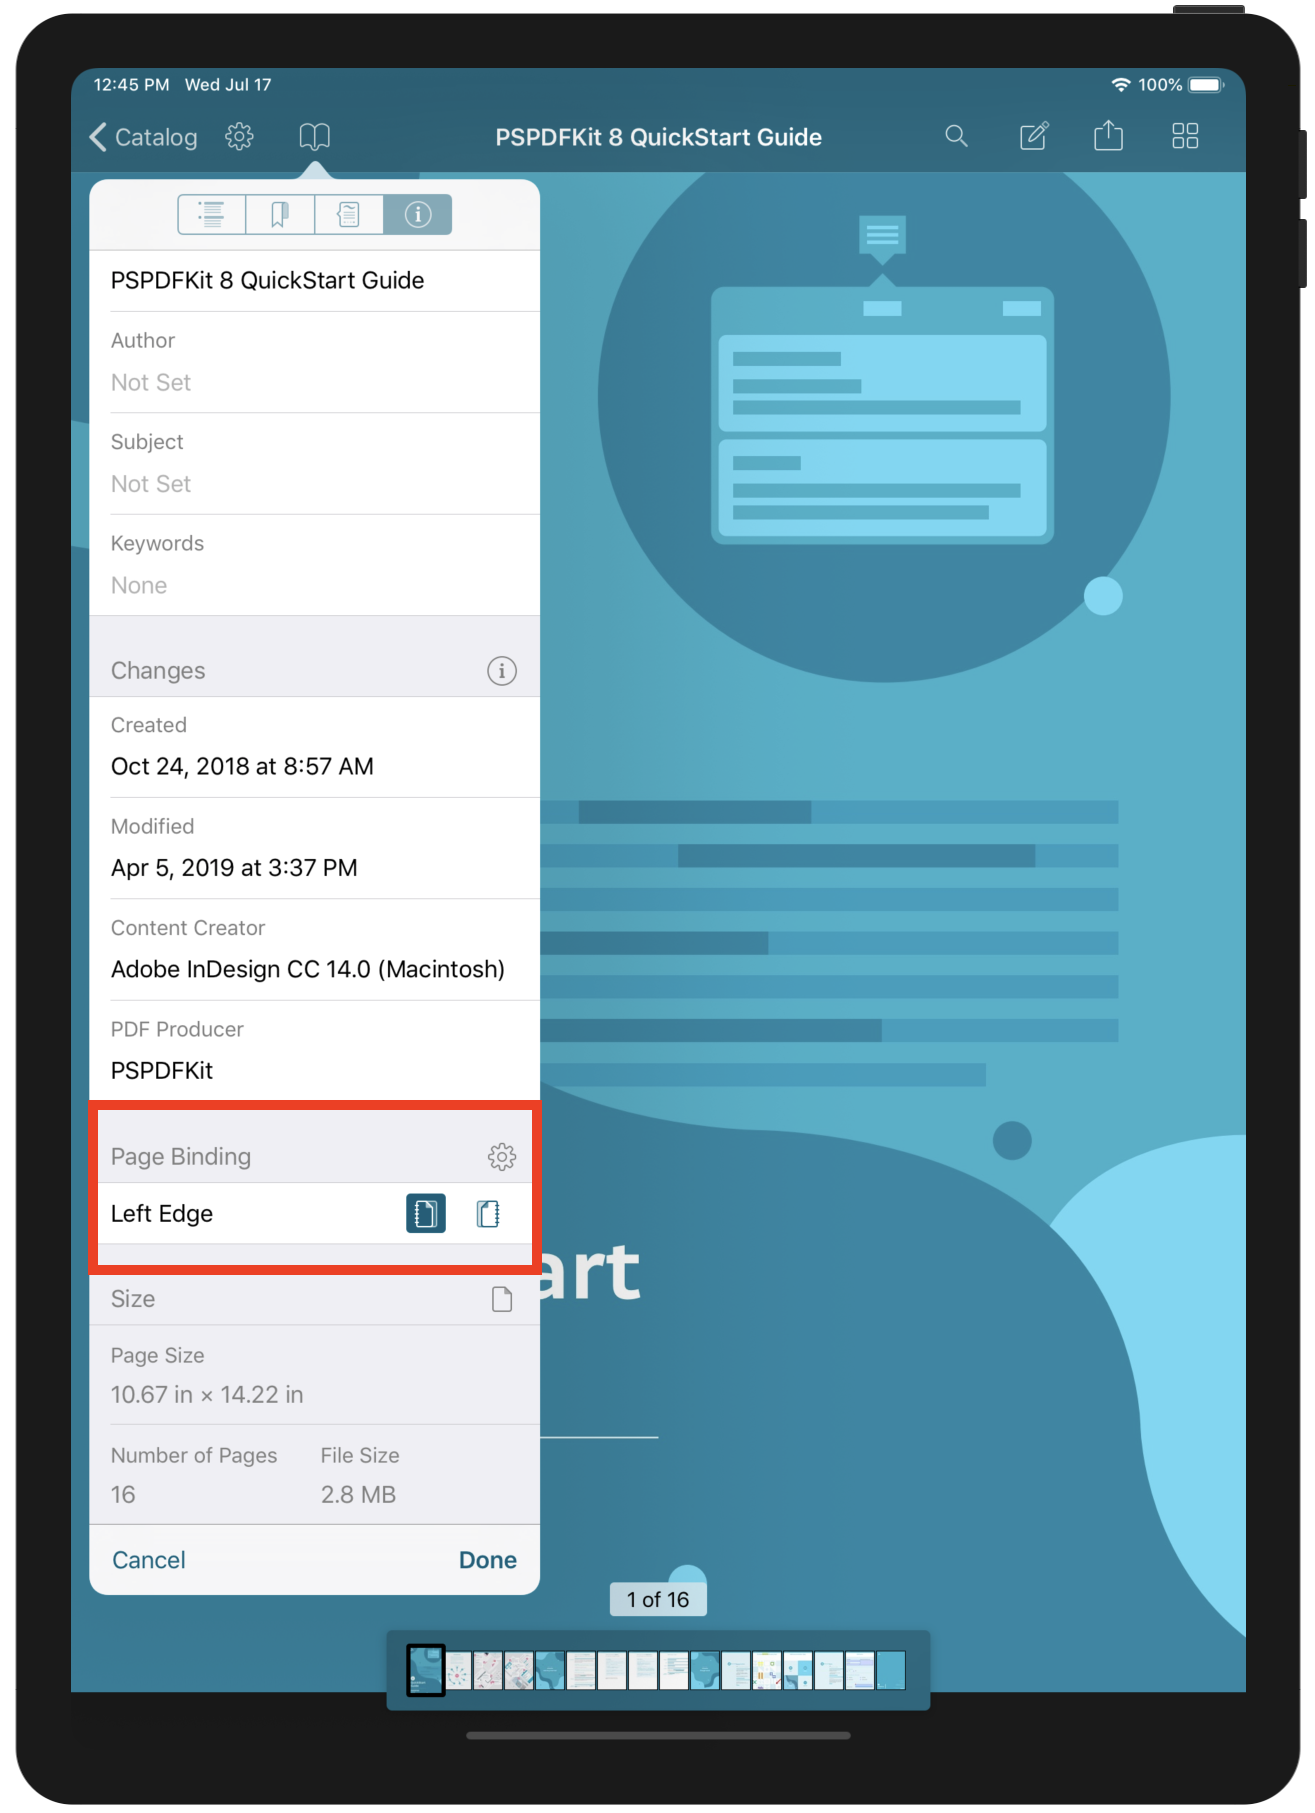 12:45 PM Wed Jul 17
100%
Catalog
PSPDFKit 8 QuickStart Guide
PSPDFKit 8 QuickStart Guide
Author
Not Set
Subject
Not Set
Keywords
None
Changes
Created
Oct 24, 2018 at 8:57 AM
Modified
Apr 5, 2019 at 3:37 PM
Content Creator
Adobe InDesign CC 14.0 (Macintosh)
PDF Producer
PSPDFKit
Page Binding
Left Edge
art
Size
Page Size
10.67 in × 14.22 in
Number of Pages File Size
16 2.8 MB
Cancel Done
1 of 16